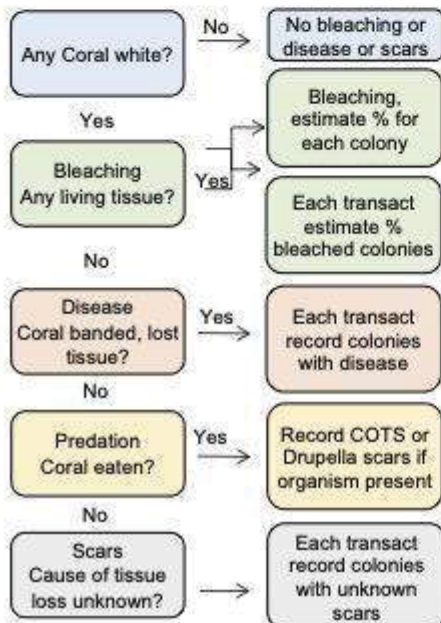 Any Coral white?
No
No bleaching or
disease or scars
Yes
Bleaching
Any living tissue?
Yes
Bleaching,
estimate % for
each colony
Each transact
estimate %
bleached colonies
No
Disease
Coral banded, lost
tissue?
Yes
Each transact
record colonies
with disease
No
Predation
Coral eaten?
Yes
Record COTS or
Drupella scars if
organism present
No
Scars
Cause of tissue
loss unknown?
Each transact
record colonies
with unknown
scars